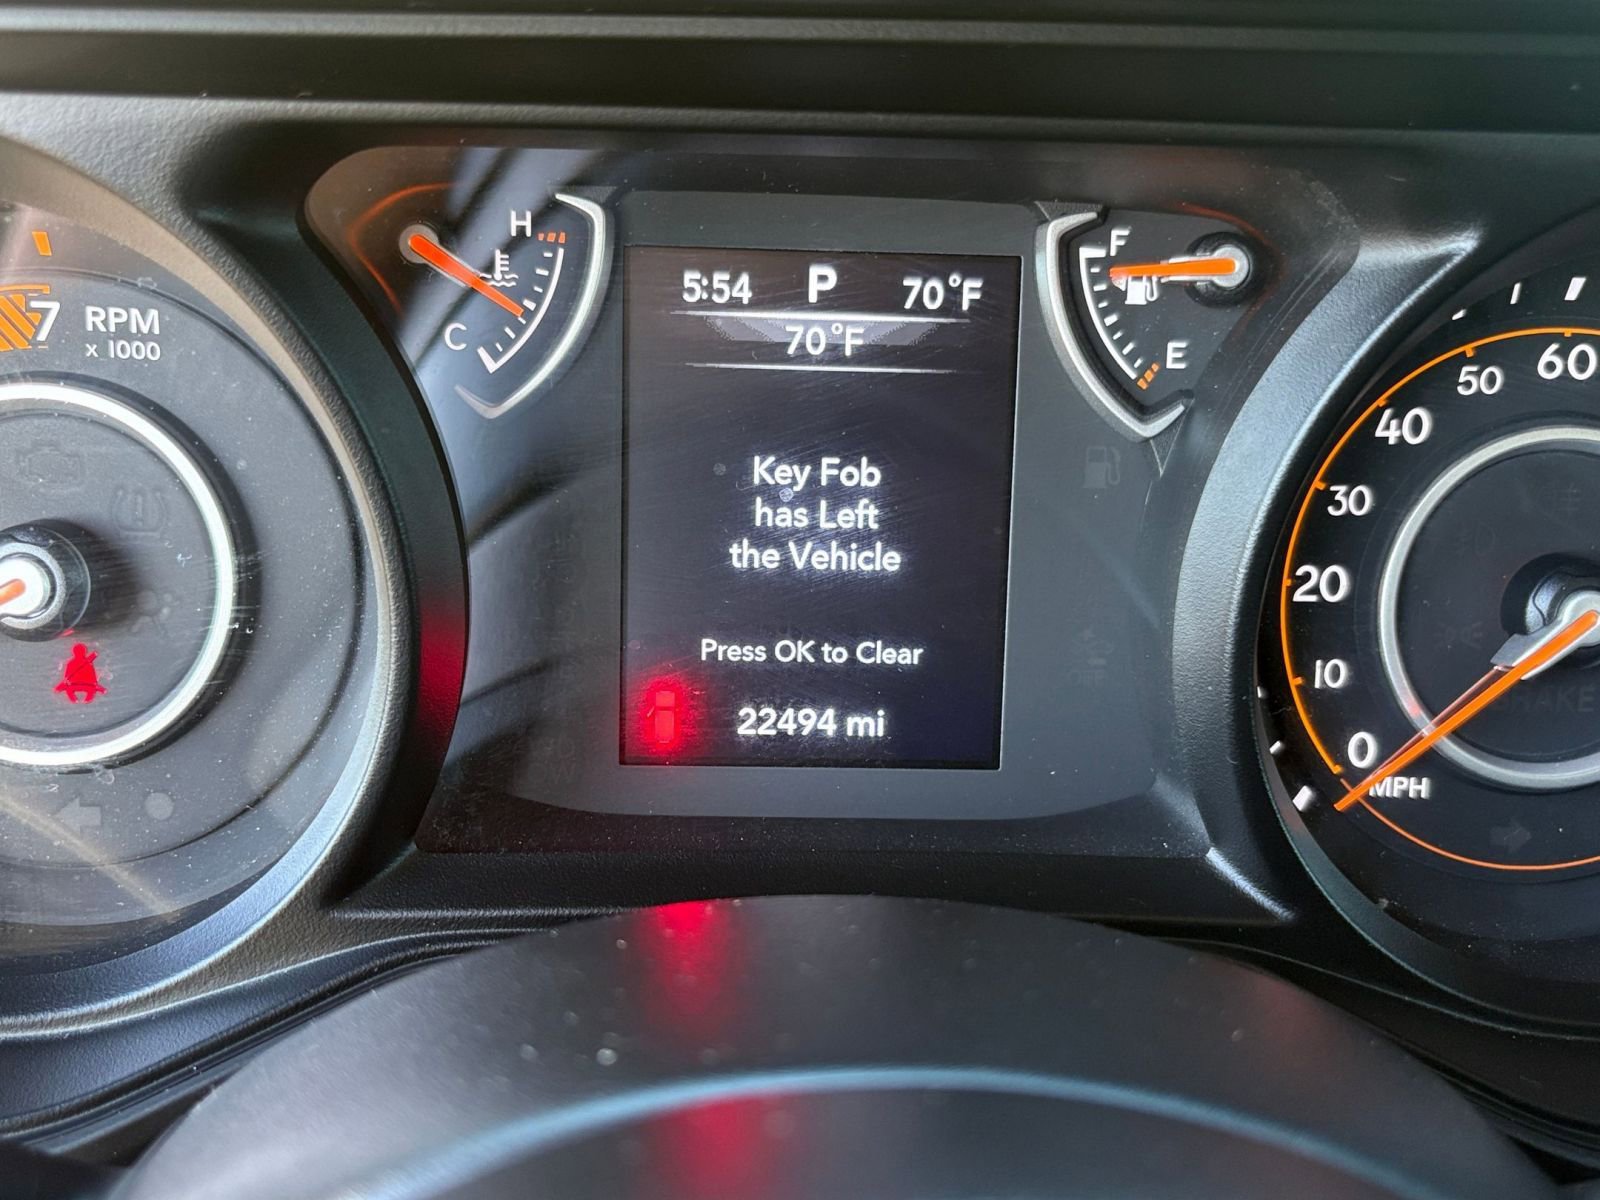 5:54 P 70°F
70°F
Key Fob
has Left
the Vehicle
Press OK to Clear
22494 mi
H
C
F
E
7
RPM
x 1000
60
50
40
30
20
10
0
MPH
BRAKE